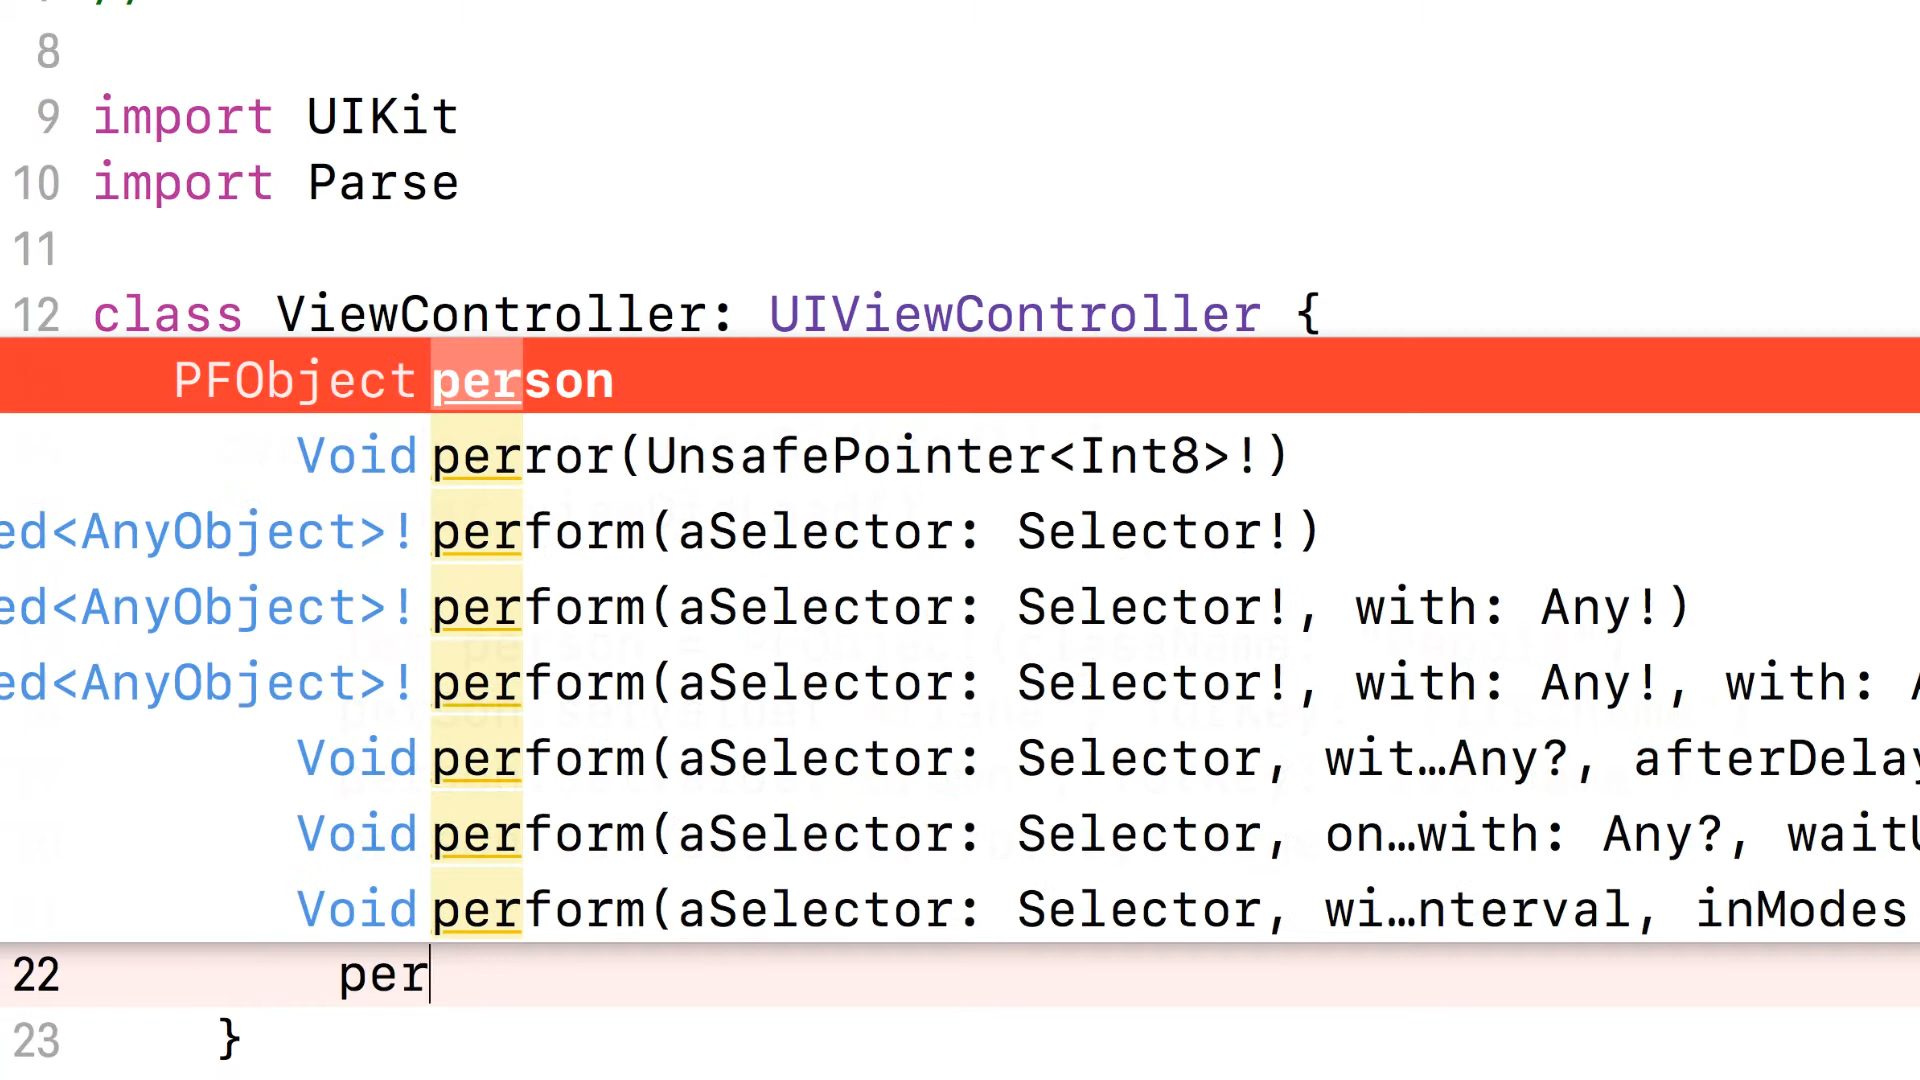 //
8
9 import UIKit
10 import Parse
11
12 class ViewController: UIViewController {
PFObject person
Void perror(UnsafePointer<Int8>!)
ed<AnyObject>! perform(aSelector: Selector!)
ed<AnyObject>! perform(aSelector: Selector!, with: Any!)
ed<AnyObject>! perform(aSelector: Selector!, with: Any!, with:
Void perform(aSelector: Selector, wit…Any?, afterDelay
Void perform(aSelector: Selector, on…with: Any?, wait
Void perform(aSelector: Selector, wi…nterval, inModes
22 per
23 }